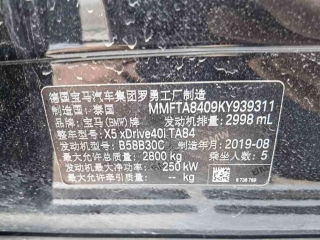 德国宝马汽车集团罗勇工厂制造
制造国：泰国 MMFTA8409KY939311
品牌：宝马(BMW)牌 发动机排量：2998 mL
整车型号：X5 xDrive40i TA84
发动机型号：B58B30C 制造年月：2019-08
最大允许总质量：2800 kg 乘坐人数：5
最大净功率：250 kW
最大允许牵引质量：-- kg